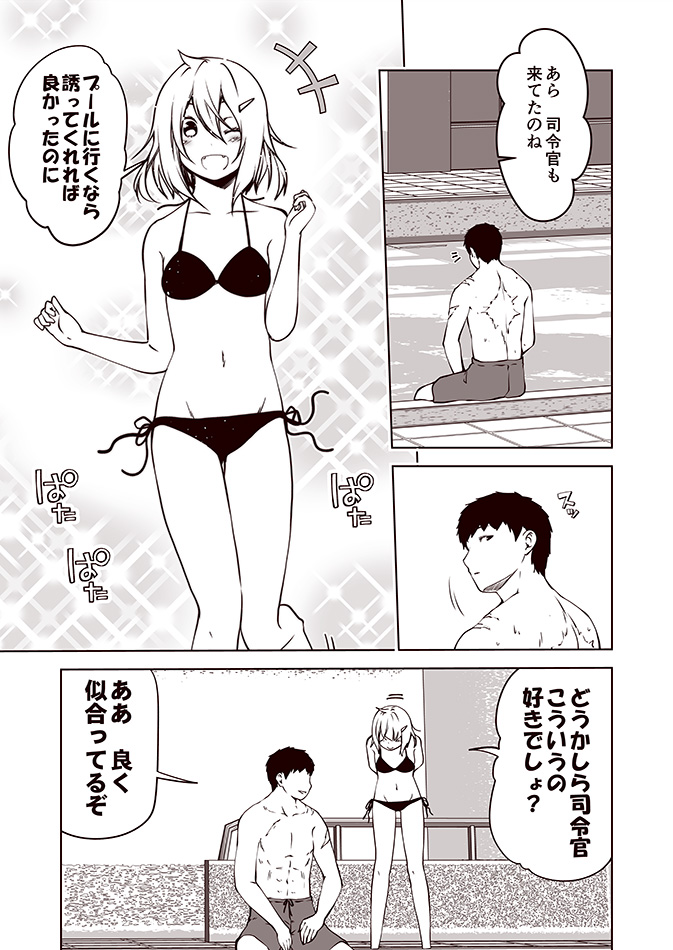 あら　司令官も
来てたのね
スッ
プールに行くなら
誘ってくれれば
良かったのに
ぱた
ぱた
ぱた
どうかしら司令官
こういうの
好きでしょ？
ああ　良く
似合ってるぞ